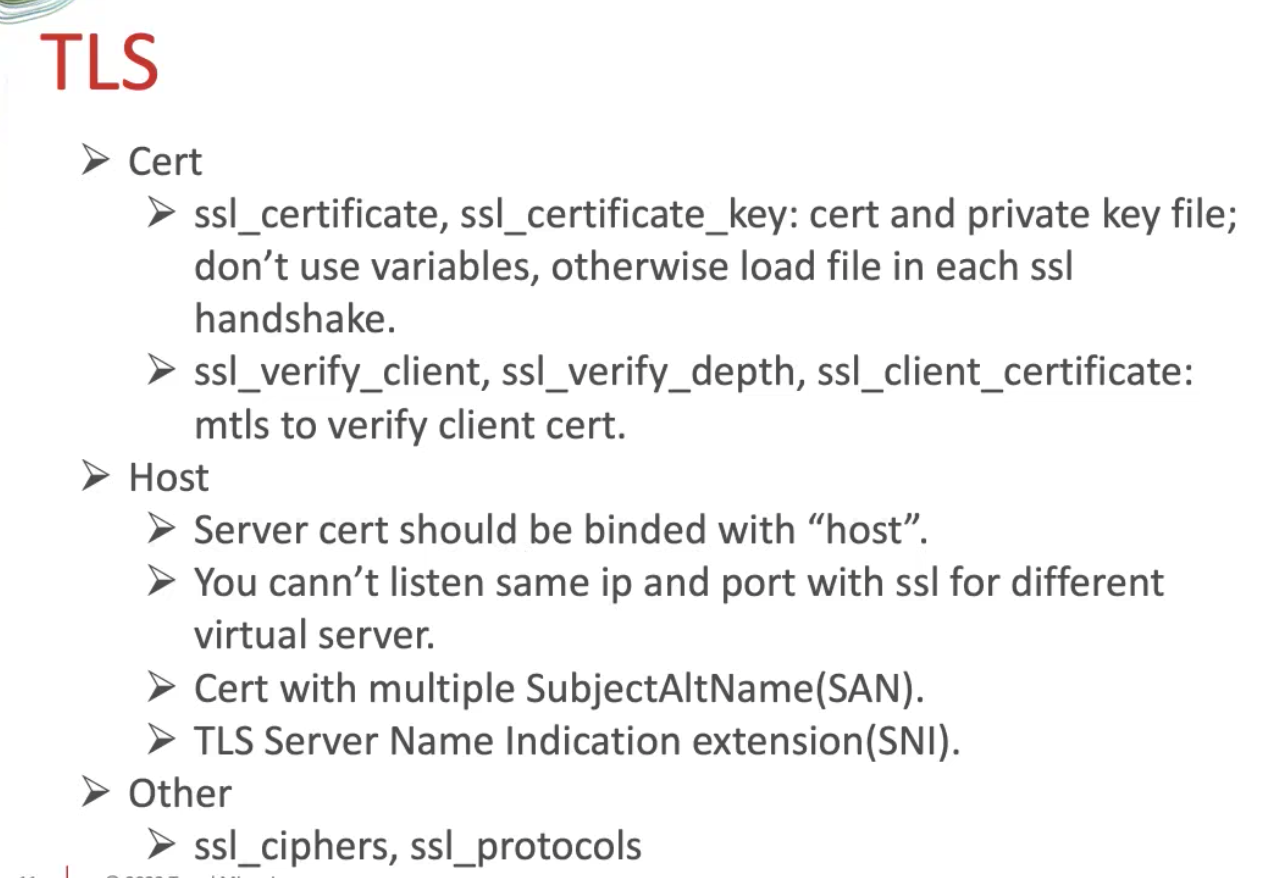 TLS
Cert
ssl_certificate, ssl_certificate_key: cert and private key file;
don’t use variables, otherwise load file in each ssl
handshake.
ssl_verify_client, ssl_verify_depth, ssl_client_certificate:
mtls to verify client cert.
Host
Server cert should be binded with “host”.
You cann’t listen same ip and port with ssl for different
virtual server.
Cert with multiple SubjectAltName(SAN).
TLS Server Name Indication extension(SNI).
Other
ssl_ciphers, ssl_protocols